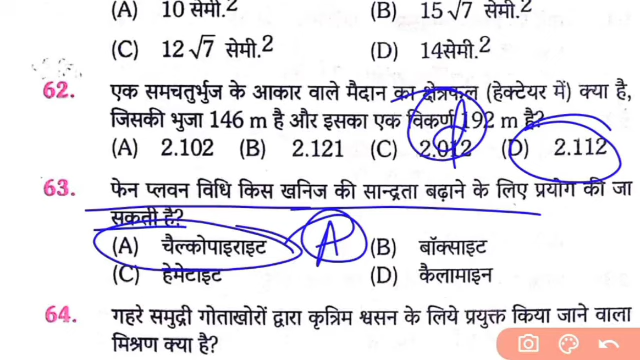 (A) 10 सेमी.2 (B) 15√7 सेमी.2
(C) 12√7 सेमी.2 (D) 14सेमी.2
62. एक समचतुर्भुज के आकार वाले मैदान का क्षेत्रफल (हेक्टेयर में) क्या है,
जिसकी भुजा 146 m है और इसका एक विकर्ण 192 m है?
(A) 2.102 (B) 2.121 (C) 2.012 (D) 2.112
63. फेन प्लवन विधि किस खनिज की सान्द्रता बढ़ाने के लिए प्रयोग की जा
सकती है?
(A) चैल्कोपाइराइट A (B) बॉक्साइट
(C) हेमेटाइट (D) कैलामाइन
64. गहरे समुद्री गोताखोरों द्वारा कृत्रिम श्वसन के लिये प्रयुक्त किया जाने वाला
मिश्रण क्या है?